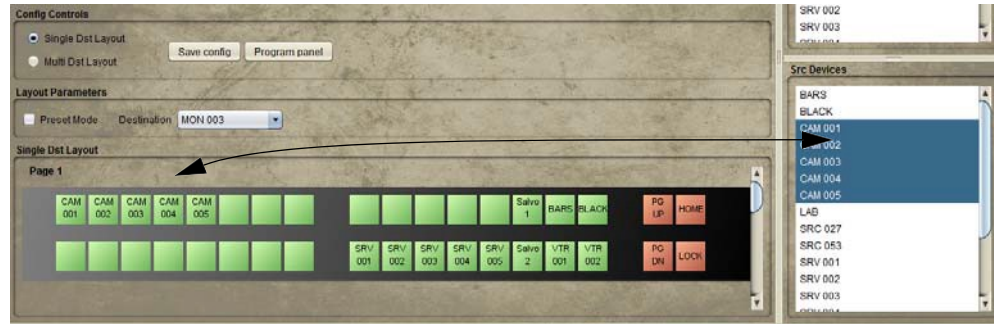 Config Controls
Single Dst Layout
Multi Dst Layout
Save config
Program panel
Layout Parameters
Preset Mode
Destination
MON 003
Single Dst Layout
Page 1
CAM 001
CAM 002
CAM 003
CAM 004
CAM 005
Salvo 1
BARS
BLACK
PG UP
HOME
SRV 001
SRV 002
SRV 003
SRV 004
SRV 005
Salvo 2
VTR 001
VTR 002
PG DN
LOCK
SRV 002
SRV 003
Src Devices
BARS
BLACK
CAM 001
CAM 002
CAM 003
CAM 004
CAM 005
LAB
SRC 027
SRC 053
SRV 001
SRV 002
SRV 003